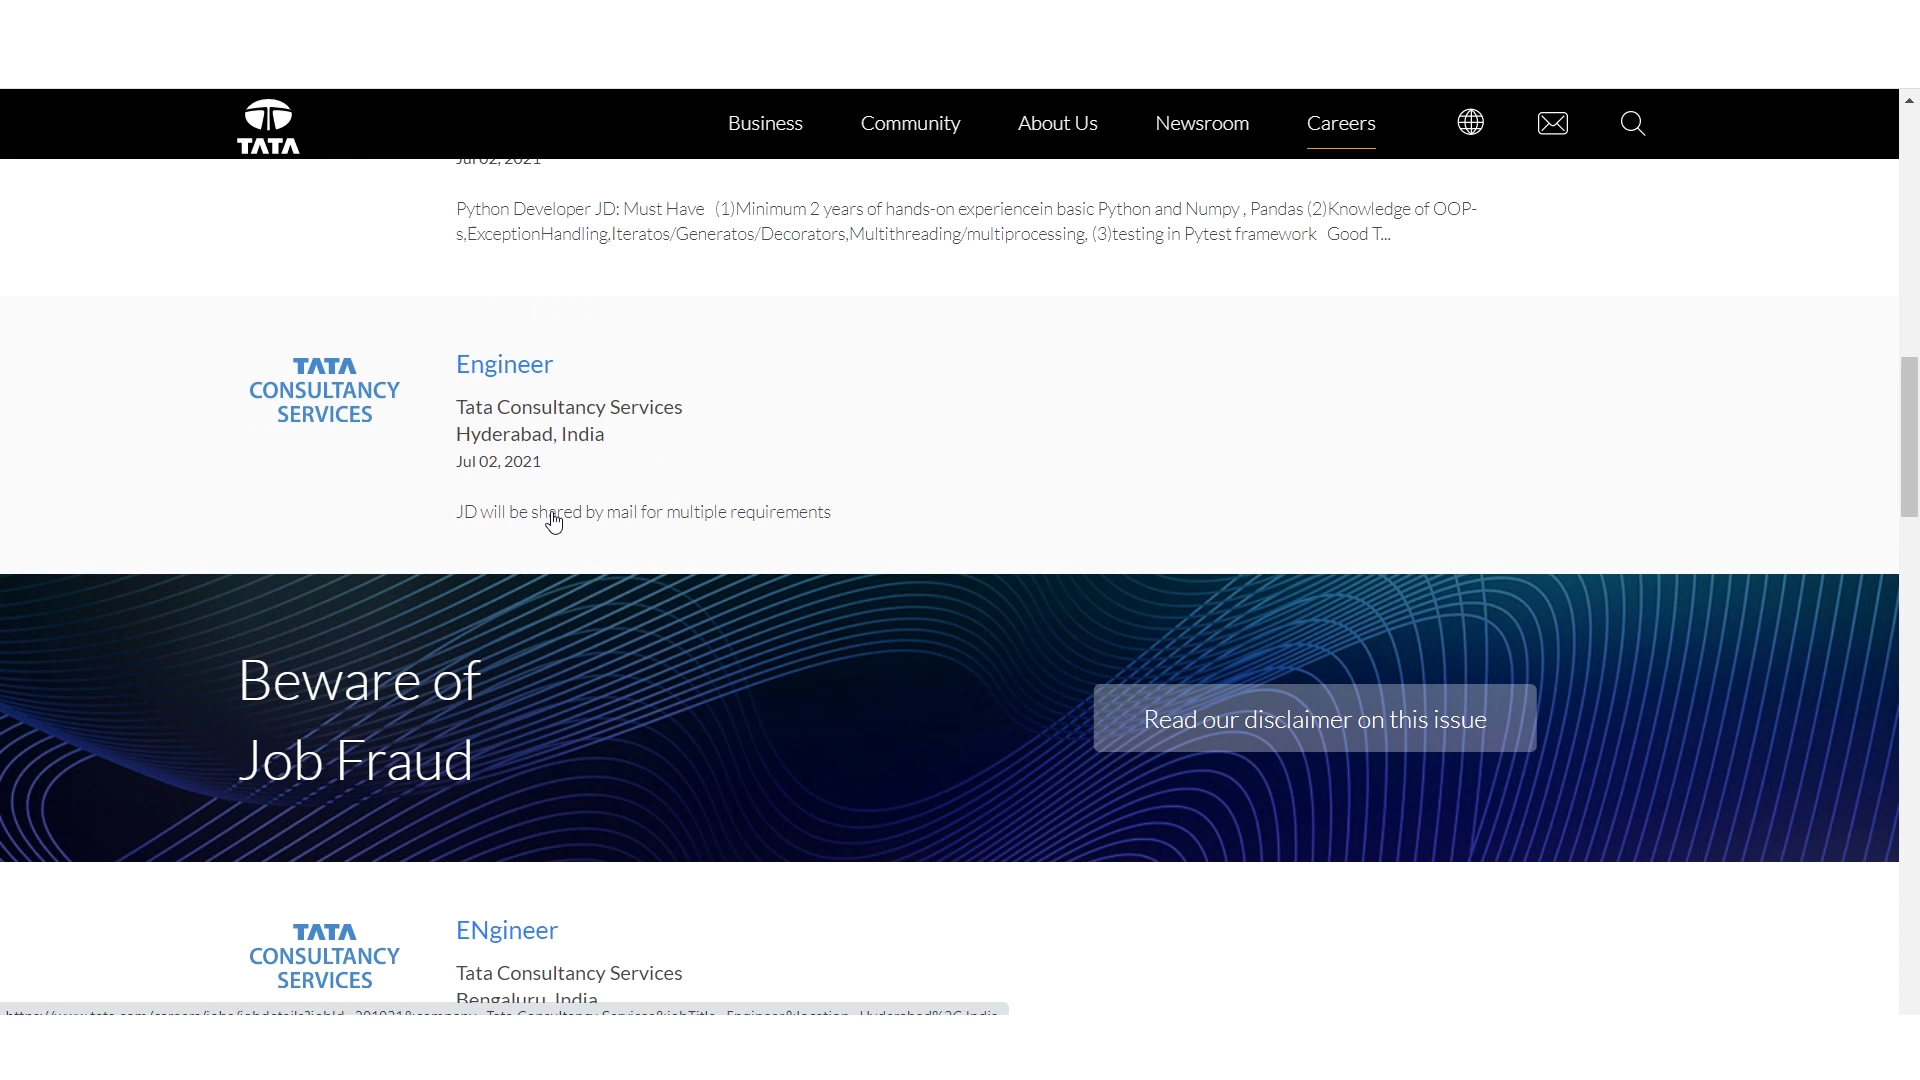 TATA
Business
Community
About Us
Newsroom
Careers
Jul 02, 2021
Python Developer JD: Must Have (1)Minimum 2 years of hands-on experiencein basic Python and Numpy , Pandas (2)Knowledge of OOP-
s,ExceptionHandling,Iteratos/Generatos/Decorators,Multithreading/multiprocessing, (3)testing in Pytest framework Good T...
TATA
CONSULTANCY
SERVICES
Engineer
Tata Consultancy Services
Hyderabad, India
Jul 02, 2021
JD will be shared by mail for multiple requirements
Beware of
Job Fraud
Read our disclaimer on this issue
TATA
CONSULTANCY
SERVICES
ENgineer
Tata Consultancy Services
Bengaluru, India